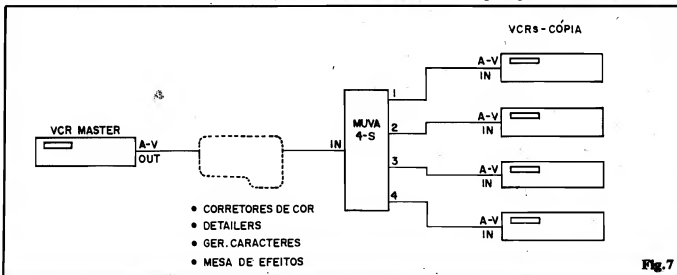 VCRs-CÓPIA
VCR MASTER
A-V
OUT
• CORRETORES DE COR
• DETAILERS
• GER. CARACTERES
• MESA DE EFEITOS
IN
MUVA
4-S
1
2
3
4
A-V
IN
A-V
IN
A-V
IN
A-V
IN
Fig.7